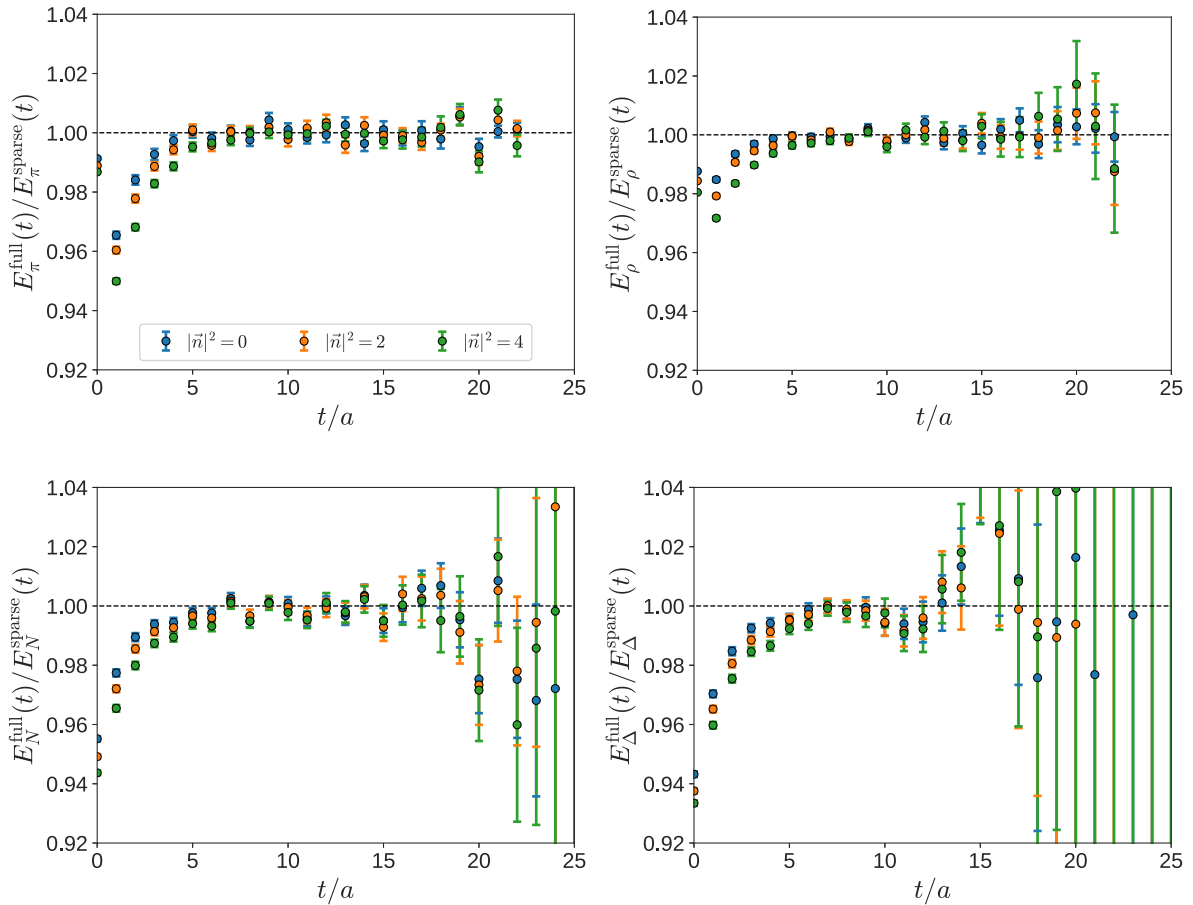 1.04
1.02
1.00
0.98
0.96
0.94
0.92
E_π^full(t)/E_π^sparse(t)
|n⃗|²=0 |n⃗|²=2 |n⃗|²=4
0 5 10 15 20 25
t/a
1.04
1.02
1.00
0.98
0.96
0.94
0.92
E_ρ^full(t)/E_ρ^sparse(t)
0 5 10 15 20 25
t/a
1.04
1.02
1.00
0.98
0.96
0.94
0.92
E_N^full(t)/E_N^sparse(t)
0 5 10 15 20 25
t/a
1.04
1.02
1.00
0.98
0.96
0.94
0.92
E_Δ^full(t)/E_Δ^sparse(t)
0 5 10 15 20 25
t/a